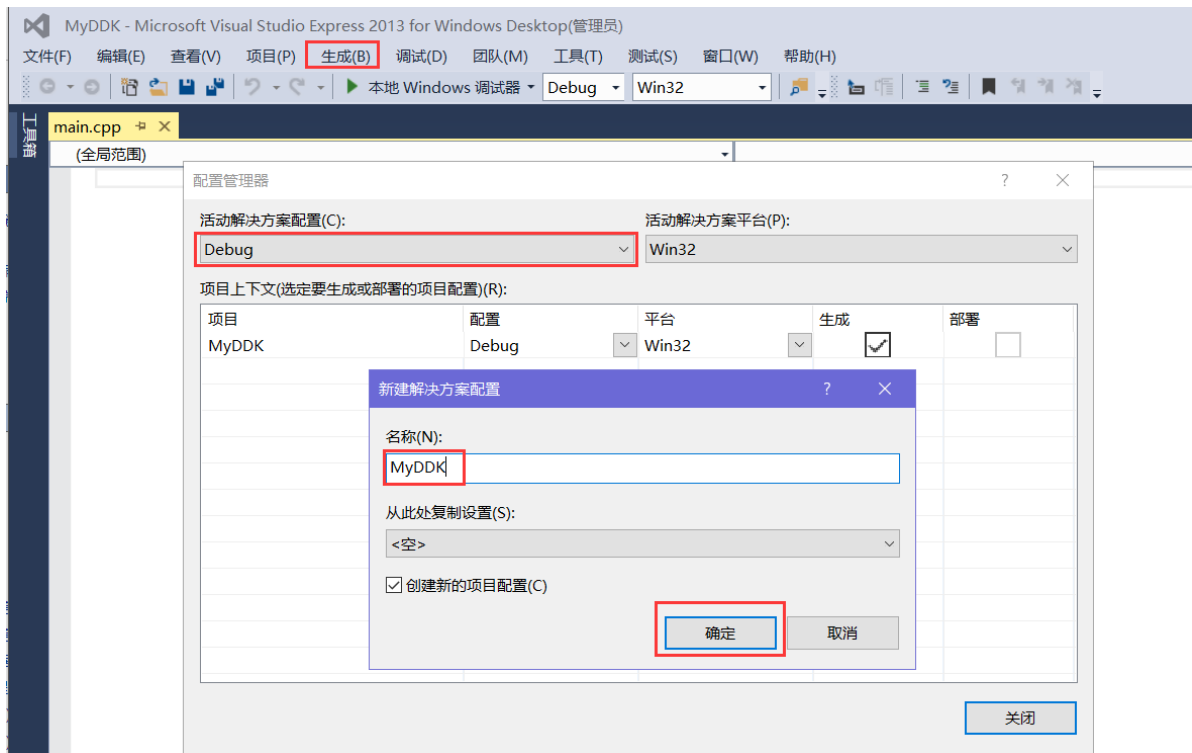 MyDDK - Microsoft Visual Studio Express 2013 for Windows Desktop(管理员)
文件(F) 编辑(E) 查看(V) 项目(P) 生成(B) 调试(D) 团队(M) 工具(T) 测试(S) 窗口(W) 帮助(H)
本地 Windows 调试器 Debug Win32
工具箱
main.cpp
(全局范围)
配置管理器
活动解决方案配置(C): 活动解决方案平台(P):
Debug Win32
项目上下文(选定要生成或部署的项目配置)(R):
项目 配置 平台 生成 部署
MyDDK Debug Win32
新建解决方案配置
名称(N):
MyDDK
从此处复制设置(S):
<空>
创建新的项目配置(C)
确定 取消
关闭